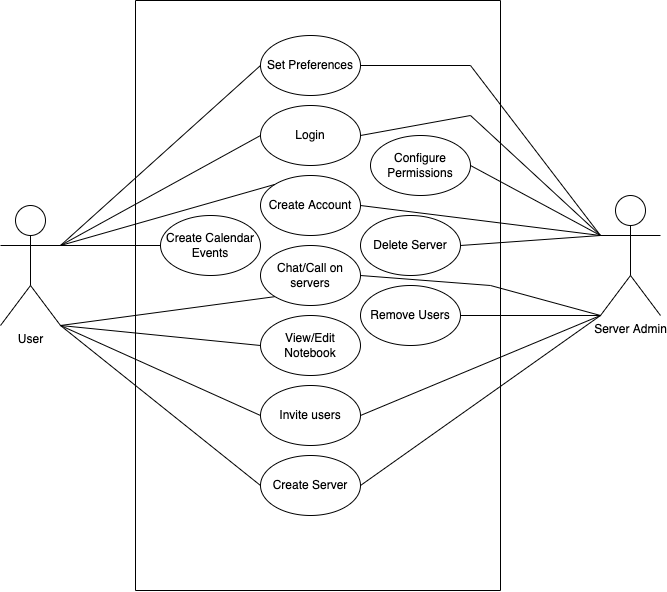 Set Preferences
Login
Configure
Permissions
Create Account
Create Calendar
Events
Delete Server
Chat/Call on
servers
Remove Users
User
Server Admin
View/Edit
Notebook
Invite users
Create Server